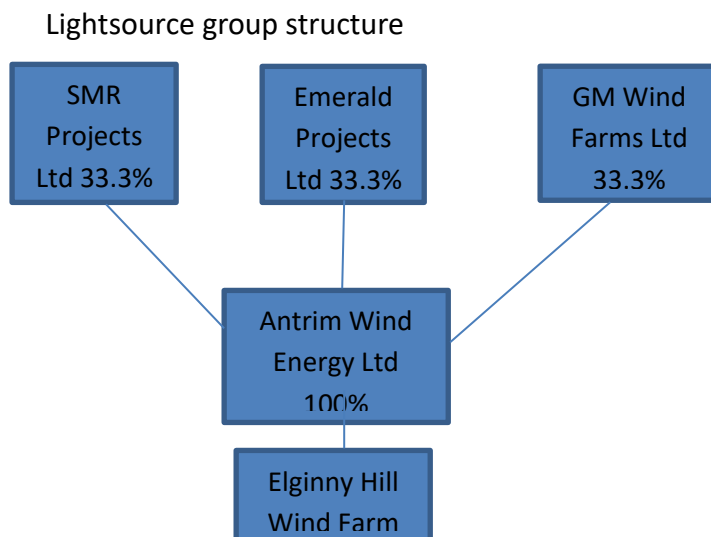 Lightsource group structure
SMR
Projects
Ltd 33.3%
Emerald
Projects
Ltd 33.3%
GM Wind
Farms Ltd
33.3%
Antrim Wind
Energy Ltd
100%
Elginny Hill
Wind Farm